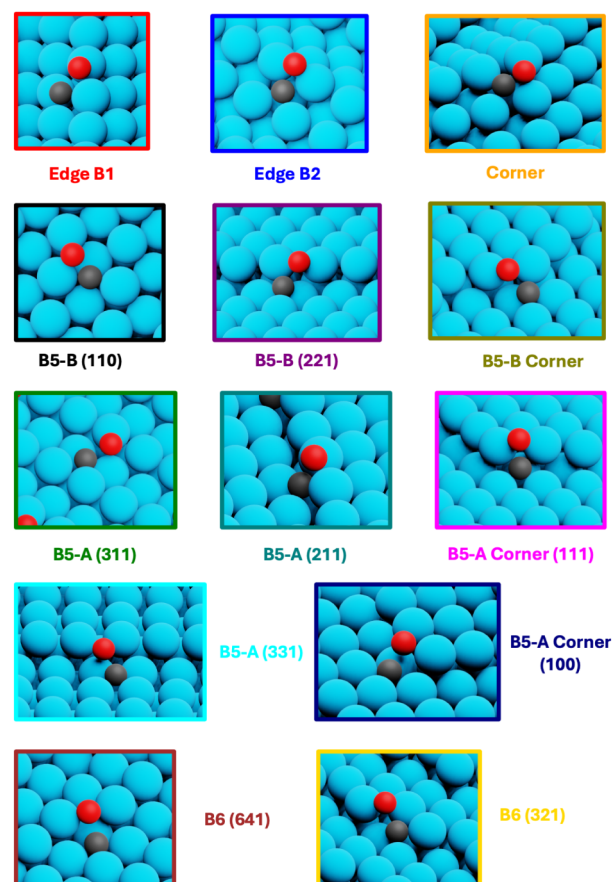 Edge B1
Edge B2
Corner
B5-B (110)
B5-B (221)
B5-B Corner
B5-A (311)
B5-A (211)
B5-A Corner (111)
B5-A (331)
B5-A Corner
(100)
B6 (641)
B6 (321)